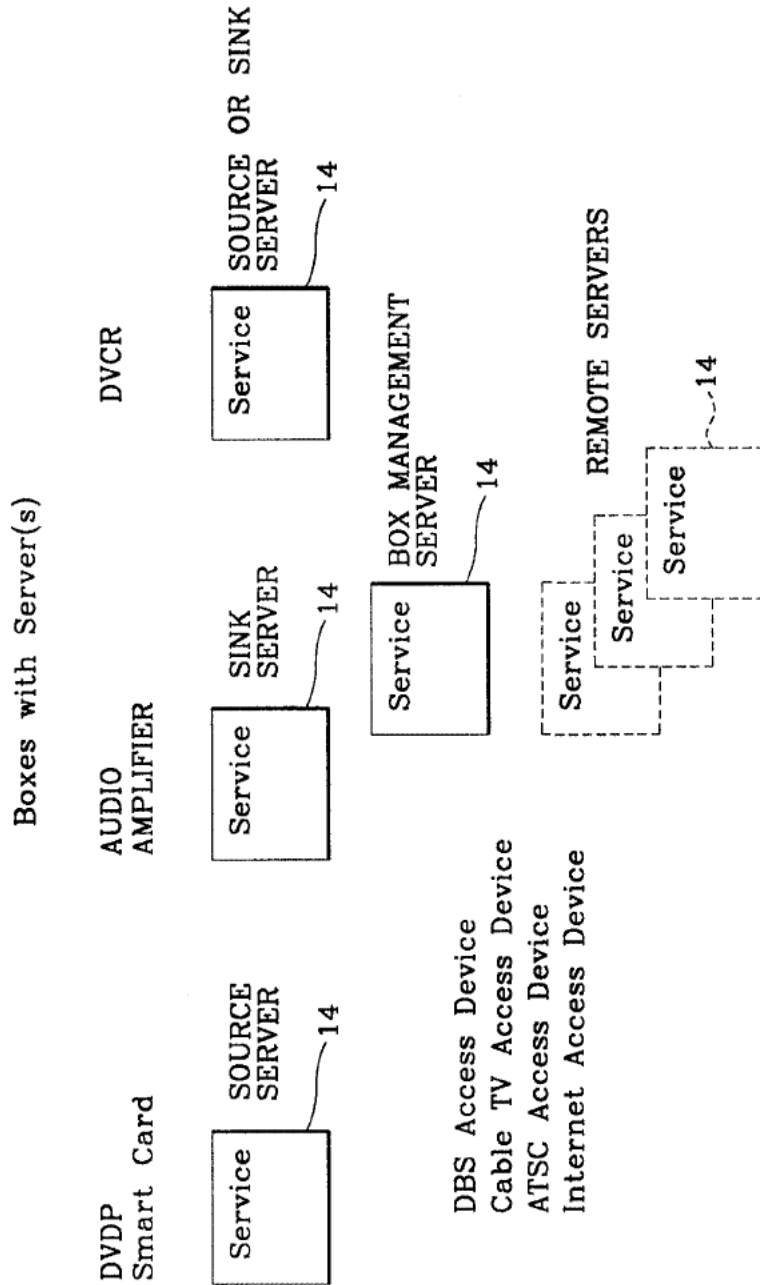 Boxes with Server(s)
DVDP
Smart Card
Service
SOURCE
SERVER
14
AUDIO
AMPLIFIER
Service
SINK
SERVER
14
DVCR
Service
SOURCE OR SINK
SERVER
14
Service
BOX MANAGEMENT
SERVER
14
DBS Access Device
Cable TV Access Device
ATSC Access Device
Internet Access Device
Service
Service
Service
REMOTE SERVERS
14